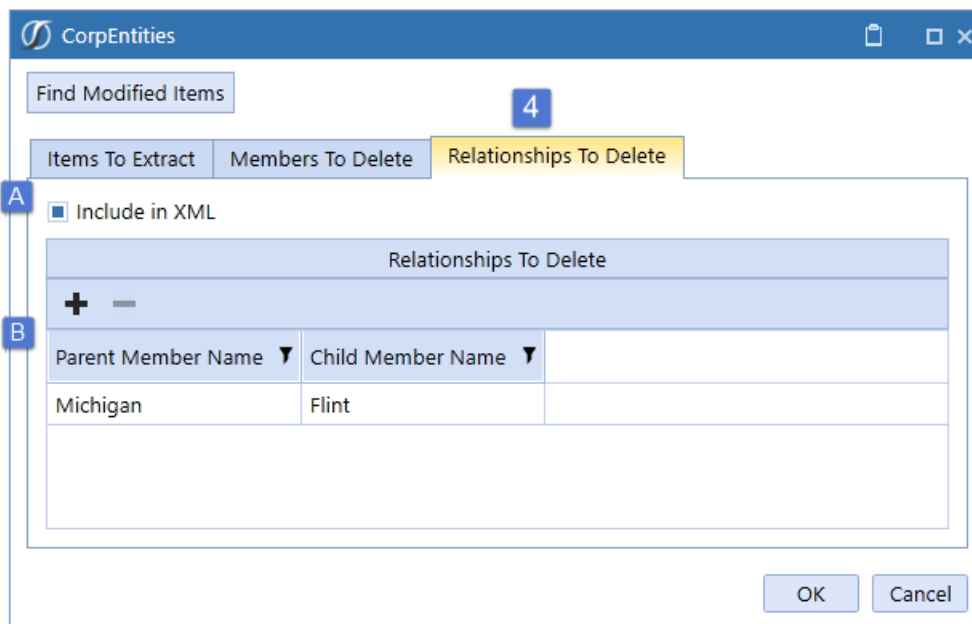 CorpEntities
Find Modified Items
4
Items To Extract Members To Delete Relationships To Delete
A
Include in XML
Relationships To Delete
B
Parent Member Name Child Member Name
Michigan Flint
OK Cancel